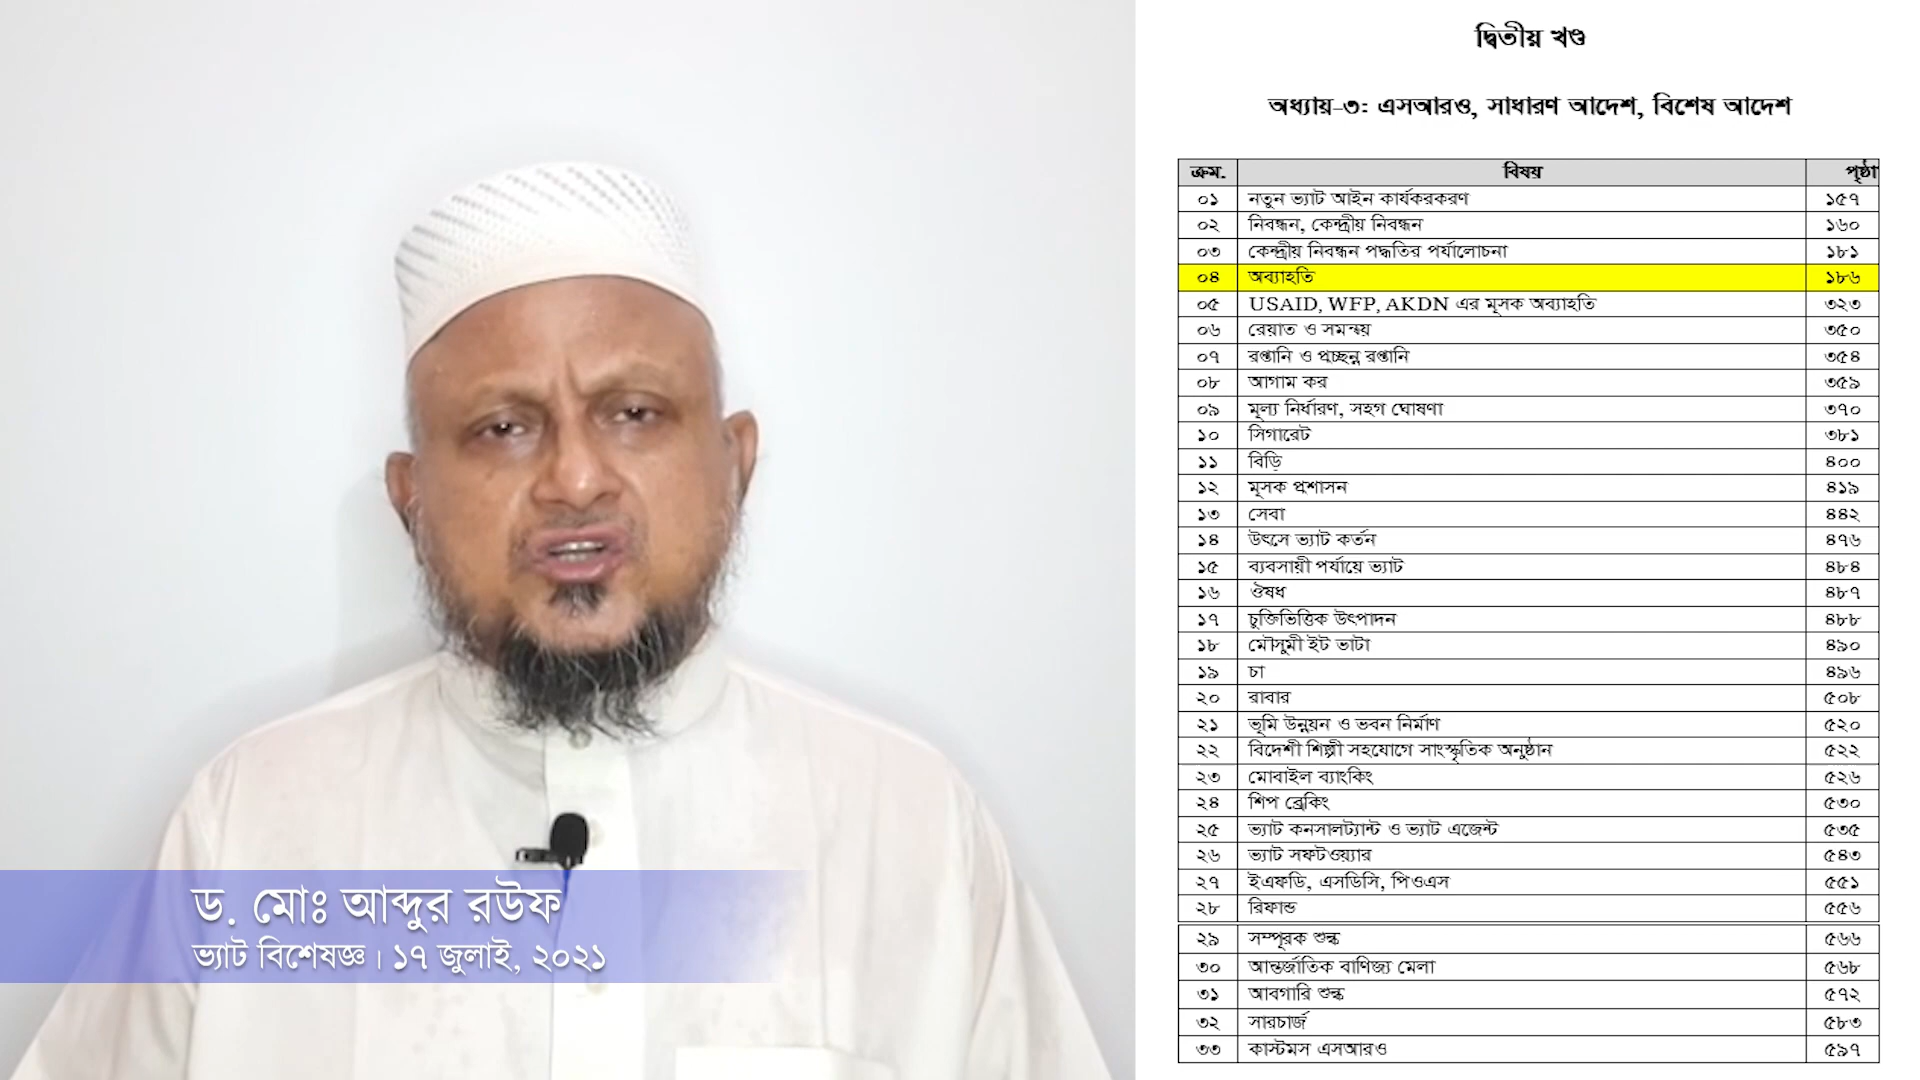 দ্বিতীয় খণ্ড
অধ্যায়-৩: এসআরও, সাধারণ আদেশ, বিশেষ আদেশ
ক্রম. বিষয় পৃষ্ঠা
০১ নতুন ভ্যাট আইন কার্যকরকরণ ১৫৭
০২ নিবন্ধন, কেন্দ্রীয় নিবন্ধন ১৬০
০৩ কেন্দ্রীয় নিবন্ধন পদ্ধতির পর্যালোচনা ১৮১
০৪ অব্যাহতি ১৮৬
০৫ USAID, WFP, AKDN এর মূসক অব্যাহতি ৩২৩
০৬ রেয়াত ও সমন্বয় ৩৫০
০৭ রপ্তানি ও প্রচ্ছন্ন রপ্তানি ৩৫৪
০৮ আগাম কর ৩৫৯
০৯ মূল্য নির্ধারণ, সহগ ঘোষণা ৩৭০
১০ সিগারেট ৩৮১
১১ বিড়ি ৪০০
১২ মূসক প্রশাসন ৪১৯
১৩ সেবা ৪৪২
১৪ উৎসে ভ্যাট কর্তন ৪৭৬
১৫ ব্যবসায়ী পর্যায়ে ভ্যাট ৪৮৪
১৬ ঔষধ ৪৮৭
১৭ চুক্তিভিত্তিক উৎপাদন ৪৮৮
১৮ মৌসুমী ইট ভাটা ৪৯০
১৯ চা ৪৯৬
২০ রাবার ৫০৮
২১ ভূমি উন্নয়ন ও ভবন নির্মাণ ৫২০
২২ বিদেশী শিল্পী সহযোগে সাংস্কৃতিক অনুষ্ঠান ৫২২
২৩ মোবাইল ব্যাংকিং ৫২৬
২৪ শিপ ব্রেকিং ৫৩০
২৫ ভ্যাট কনসালট্যান্ট ও ভ্যাট এজেন্ট ৫৩৫
২৬ ভ্যাট সফটওয়্যার ৫৪৩
২৭ ইএফডি, এসডিসি, পিওএস ৫৫১
২৮ রিফান্ড ৫৫৬
২৯ সম্পূরক শুল্ক ৫৬৬
৩০ আন্তর্জাতিক বাণিজ্য মেলা ৫৬৮
৩১ আবগারি শুল্ক ৫৭২
৩২ সারচার্জ ৫৮৩
৩৩ কাস্টমস এসআরও ৫৯৭
ড. মোঃ আব্দুর রউফ
ভ্যাট বিশেষজ্ঞ। ১৭ জুলাই, ২০২১